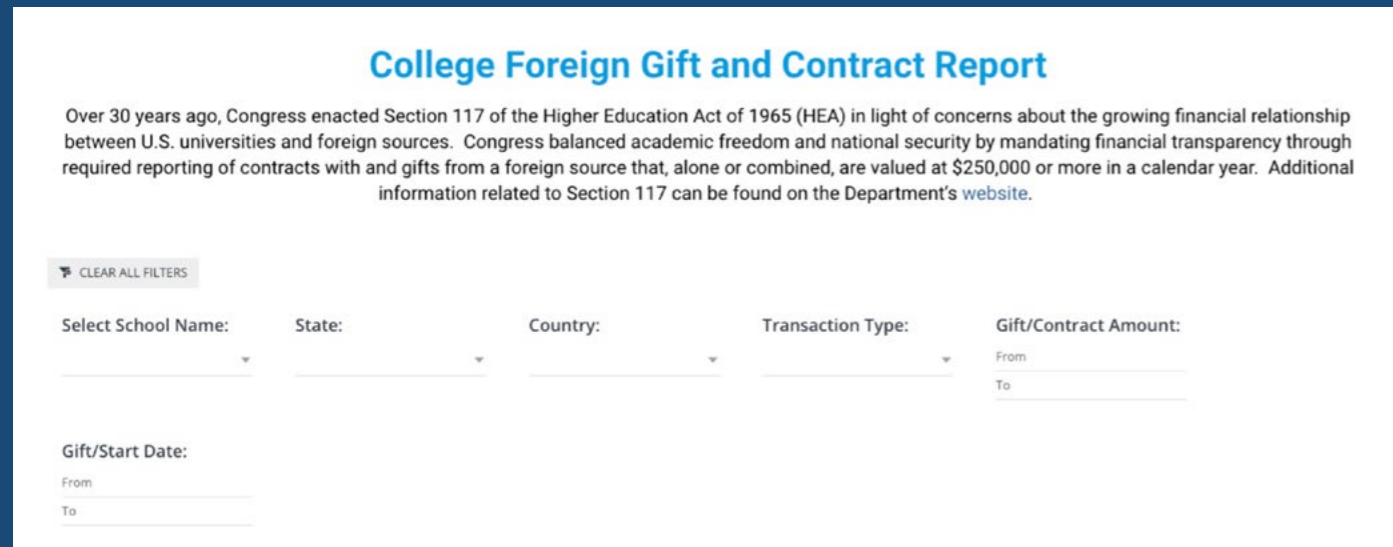 College Foreign Gift and Contract Report
Over 30 years ago, Congress enacted Section 117 of the Higher Education Act of 1965 (HEA) in light of concerns about the growing financial relationship
between U.S. universities and foreign sources.  Congress balanced academic freedom and national security by mandating financial transparency through
required reporting of contracts with and gifts from a foreign source that, alone or combined, are valued at $250,000 or more in a calendar year.  Additional
information related to Section 117 can be found on the Department's website.
CLEAR ALL FILTERS
Select School Name: State: Country: Transaction Type: Gift/Contract Amount:
From
To
Gift/Start Date:
From
To